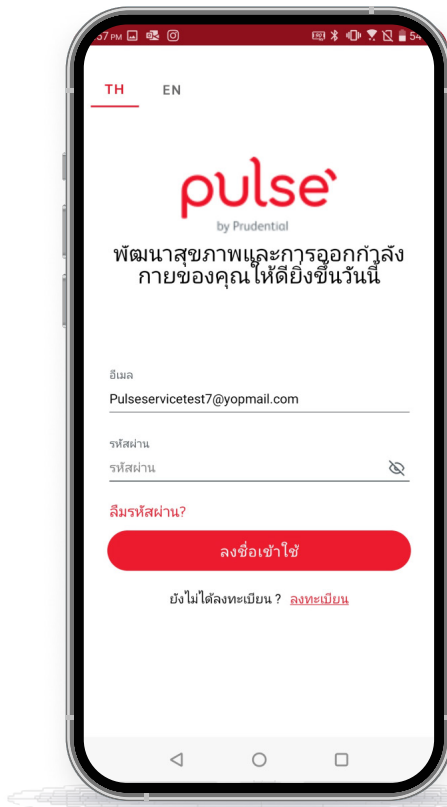 PM
TH EN
pulse
by Prudential
พัฒนาสุขภาพและการออกกำลัง
กายของคุณให้ดียิ่งขึ้นวันนี้
อีเมล
Pulseservicetest7@yopmail.com
รหัสผ่าน
รหัสผ่าน
ลืมรหัสผ่าน?
ลงชื่อเข้าใช้
ยังไม่ได้ลงทะเบียน ? ลงทะเบียน